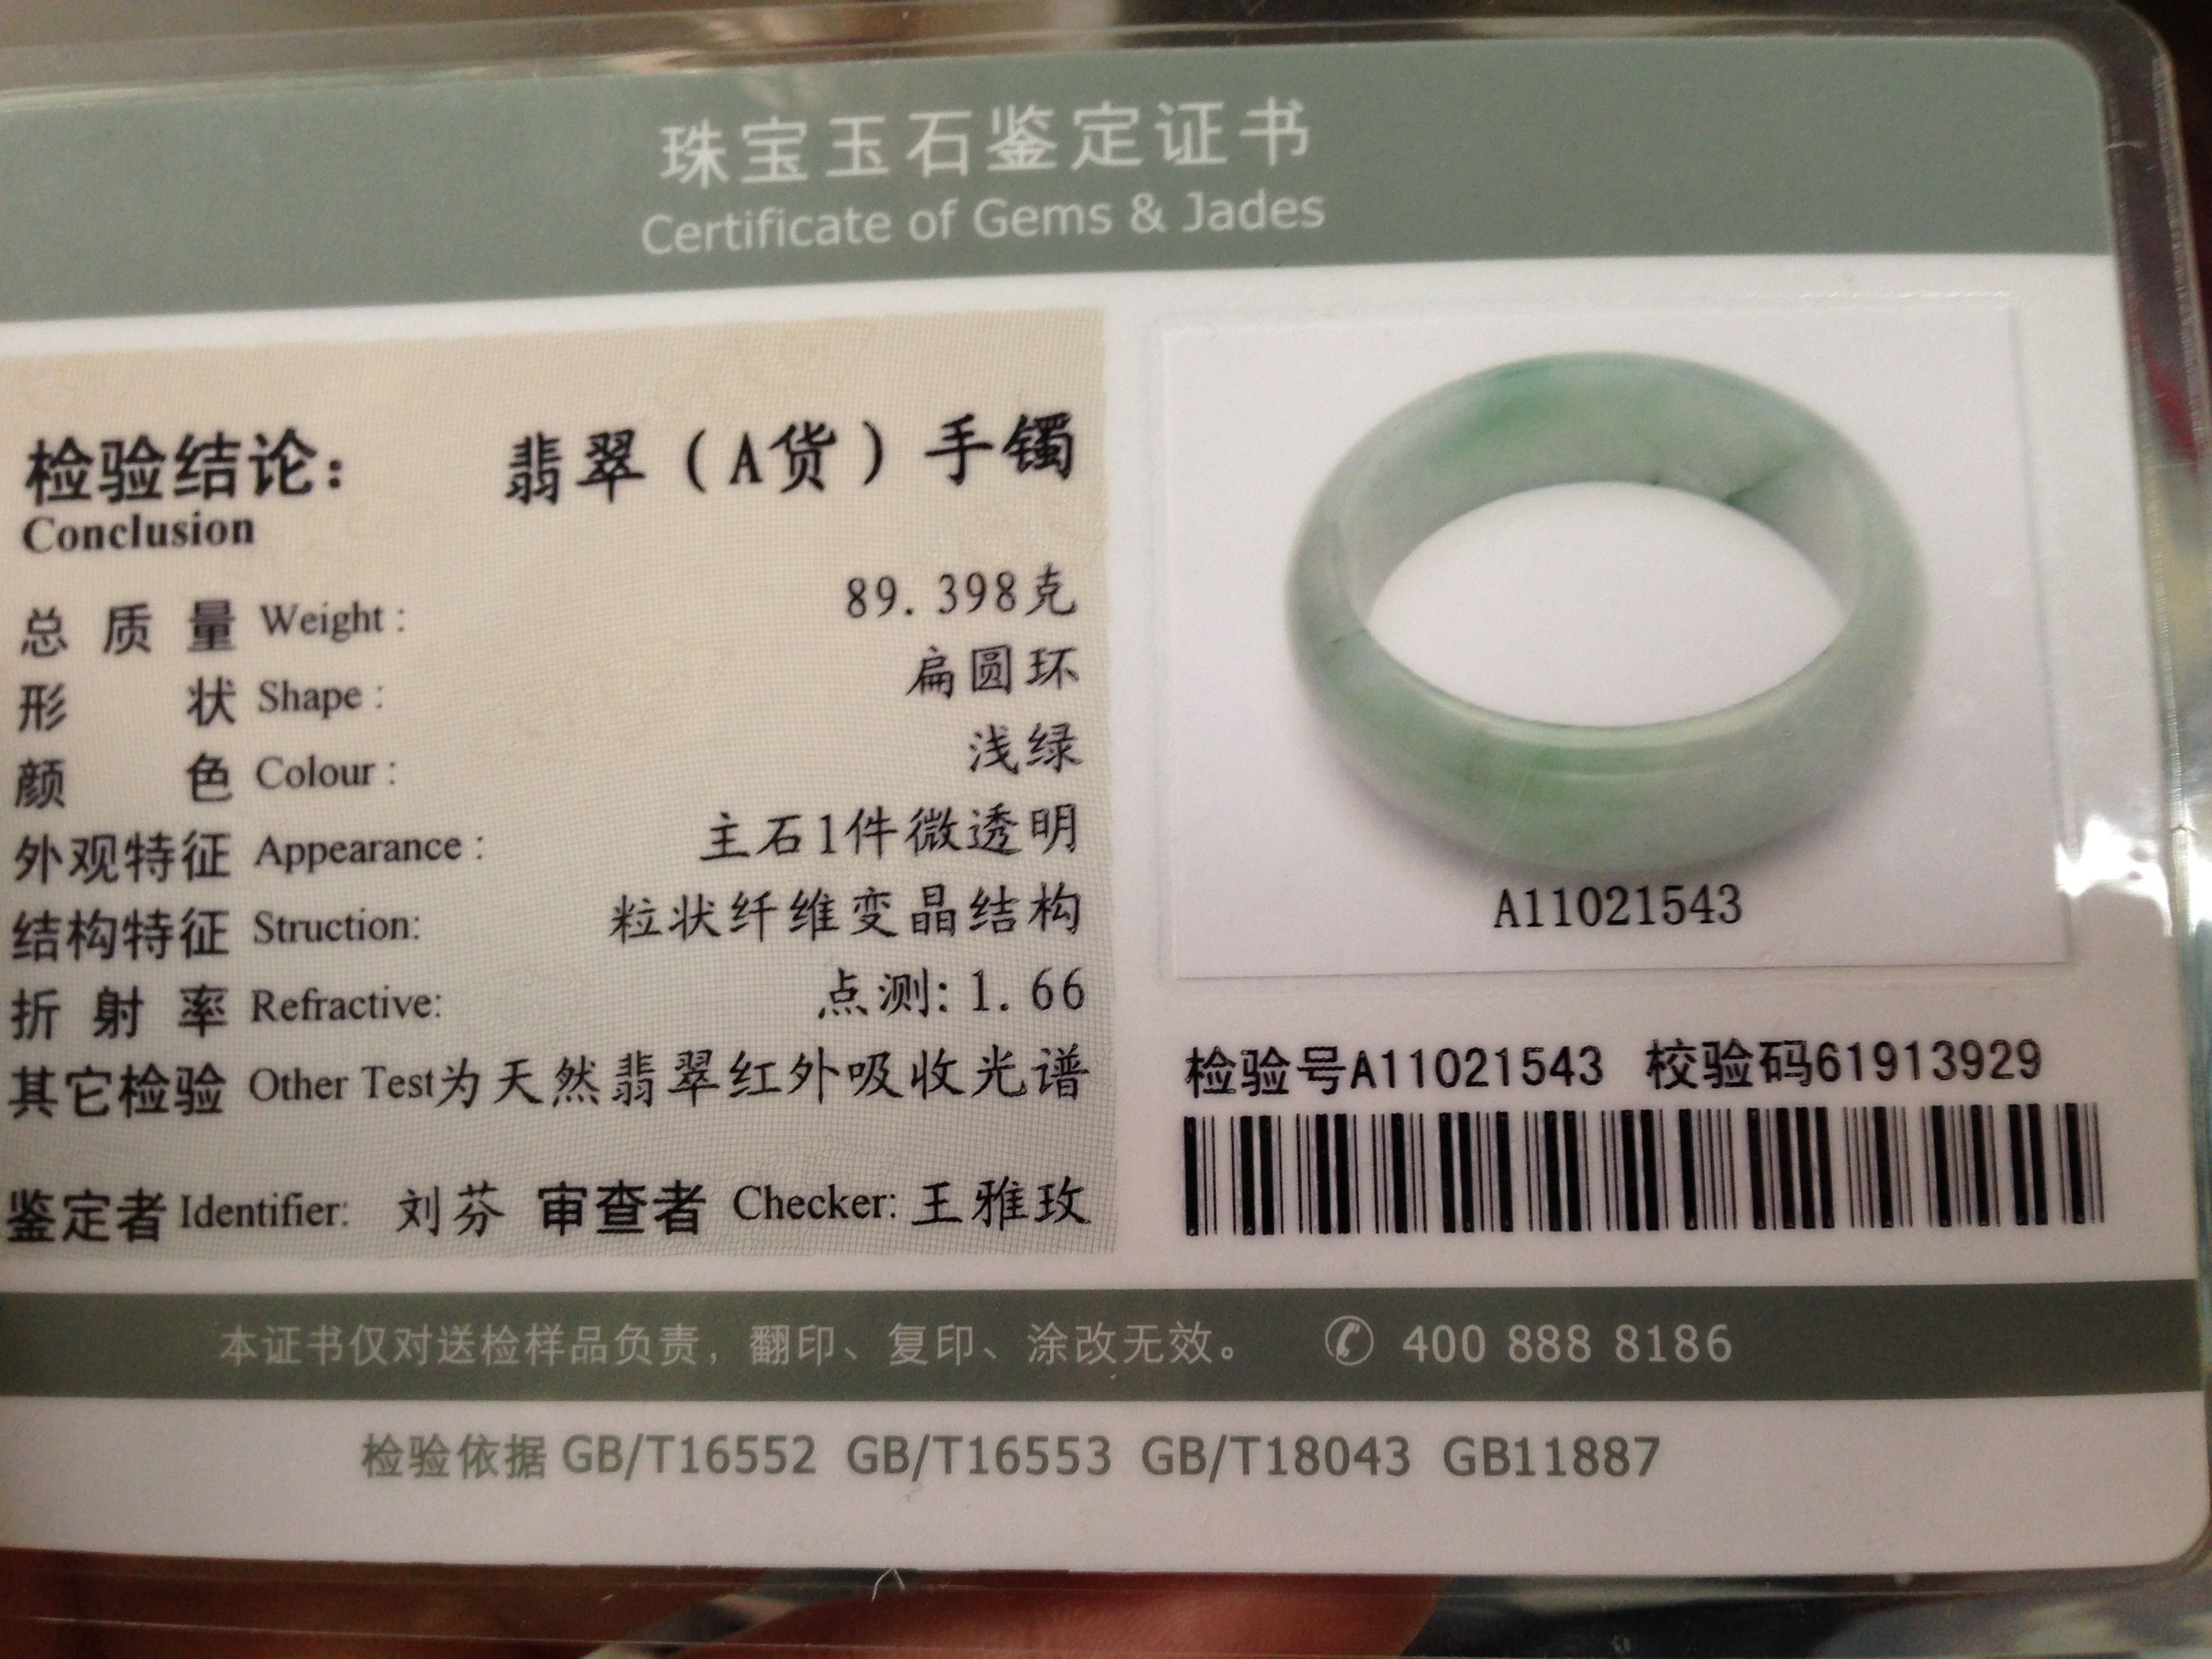 珠宝玉石鉴定证书
Certificate of Gems & Jades
检验结论： 翡翠（A货）手镯
Conclusion
总质量 Weight : 89.398克
形状 Shape : 扁圆环
颜色 Colour : 浅绿
外观特征 Appearance : 主石1件微透明
结构特征 Struction: 粒状纤维变晶结构
折射率 Refractive: 点测:1.66
其它检验 Other Test为天然翡翠红外吸收光谱
鉴定者 Identifier: 刘芬 审查者 Checker: 王雅玫
A11021543
检验号A11021543 校验码61913929
本证书仅对送检样品负责，翻印、复印、涂改无效。 ✆ 400 888 8186
检验依据 GB/T16552 GB/T16553 GB/T18043 GB11887